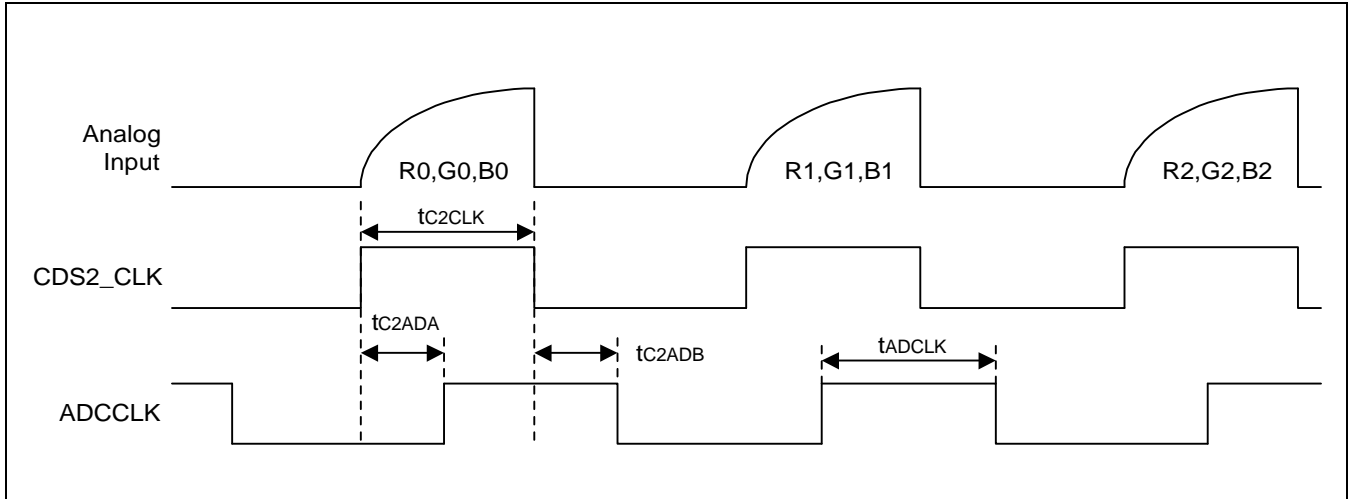 Analog
Input
R0,G0,B0
R1,G1,B1
R2,G2,B2
tC2CLK
CDS2_CLK
tC2ADA
tC2ADB
tADCLK
ADCCLK